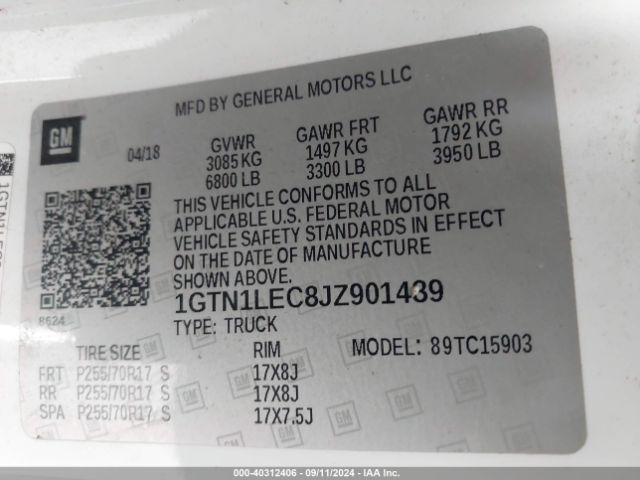 MFD BY GENERAL MOTORS LLC
GM
04/18
GVWR GAWR FRT GAWR RR
3085 KG 1497 KG 1792 KG
6800 LB 3300 LB 3950 LB
THIS VEHICLE CONFORMS TO ALL
APPLICABLE U.S. FEDERAL MOTOR
VEHICLE SAFETY STANDARDS IN EFFECT
ON THE DATE OF MANUFACTURE
SHOWN ABOVE.
1GTN1LEC8JZ901439
8624
TYPE: TRUCK
TIRE SIZE RIM MODEL: 89TC15903
FRT P255/70R17 S 17X8J
RR P255/70R17 S 17X8J
SPA P255/70R17 S 17X7.5J
000-40312406 - 09/11/2024 - IAA Inc.